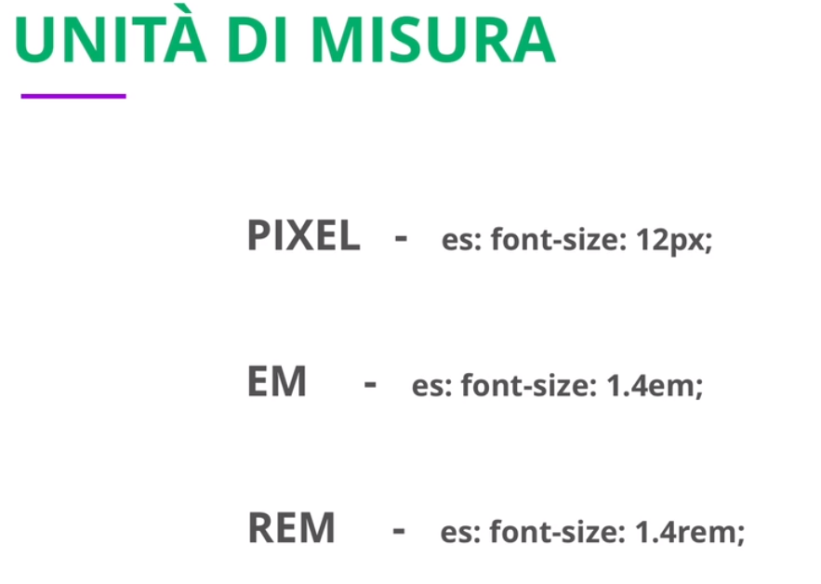 UNITÀ DI MISURA
PIXEL - es: font-size: 12px;
EM - es: font-size: 1.4em;
REM - es: font-size: 1.4rem;